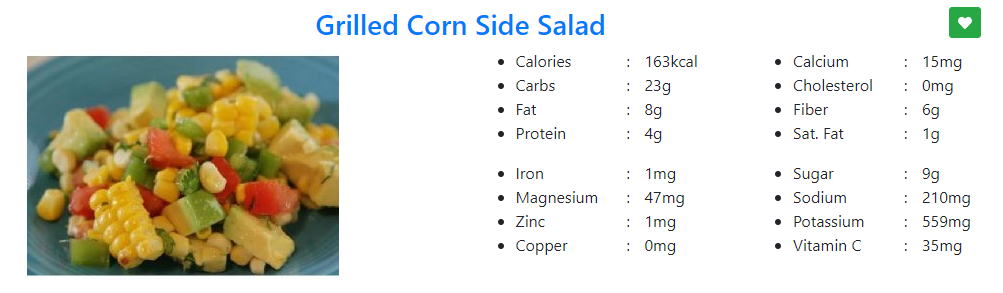 Grilled Corn Side Salad
• Calories : 163kcal
• Carbs : 23g
• Fat : 8g
• Protein : 4g
• Iron : 1mg
• Magnesium : 47mg
• Zinc : 1mg
• Copper : 0mg
• Calcium : 15mg
• Cholesterol : 0mg
• Fiber : 6g
• Sat. Fat : 1g
• Sugar : 9g
• Sodium : 210mg
• Potassium : 559mg
• Vitamin C : 35mg